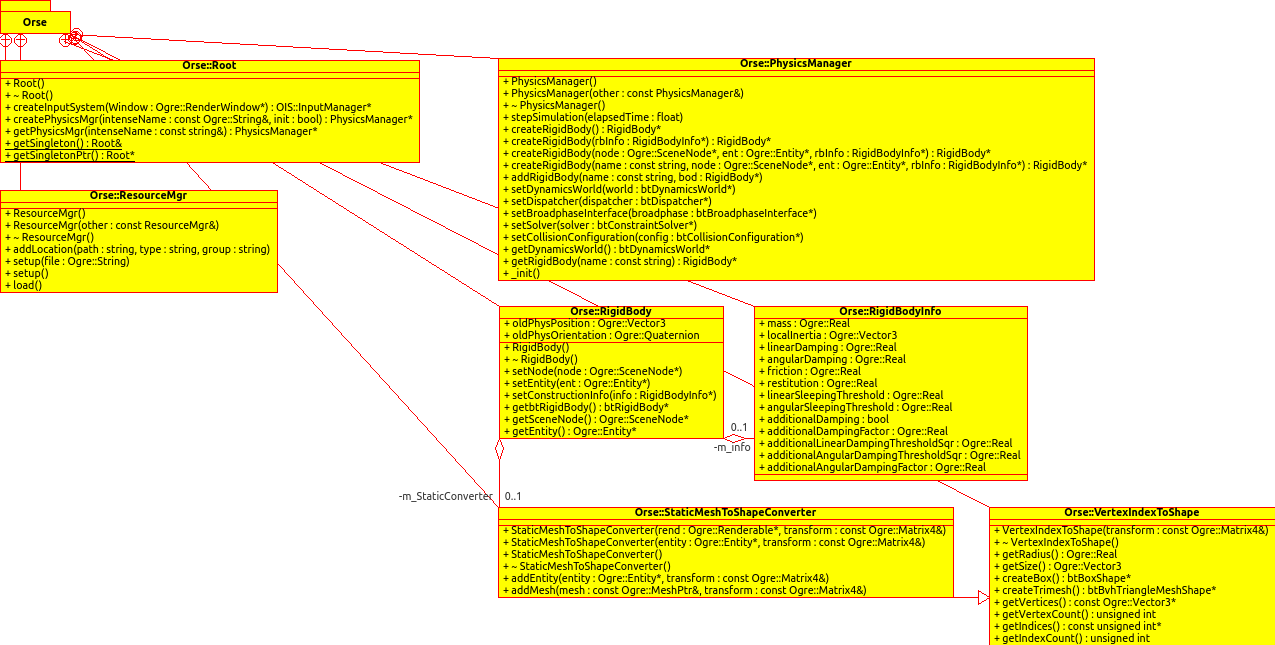 Orse
Orse::Root
+ Root()
+ ~ Root()
+ createInputSystem(Window : Ogre::RenderWindow*) : OIS::InputManager*
+ createPhysicsMgr(intenseName : const Ogre::String&, init : bool) : PhysicsManager*
+ getPhysicsMgr(intenseName : const string&) : PhysicsManager*
+ getSingleton() : Root&
+ getSingletonPtr() : Root*
Orse::PhysicsManager
+ PhysicsManager()
+ PhysicsManager(other : const PhysicsManager&)
+ ~ PhysicsManager()
+ stepSimulation(elapsedTime : float)
+ createRigidBody() : RigidBody*
+ createRigidBody(rbInfo : RigidBodyInfo*) : RigidBody*
+ createRigidBody(node : Ogre::SceneNode*, ent : Ogre::Entity*, rbInfo : RigidBodyInfo*) : RigidBody*
+ createRigidBody(name : const string, node : Ogre::SceneNode*, ent : Ogre::Entity*, rbInfo : RigidBodyInfo*) : RigidBody*
+ addRigidBody(name : const string, bod : RigidBody*)
+ setDynamicsWorld(world : btDynamicsWorld*)
+ setDispatcher(dispatcher : btDispatcher*)
+ setBroadphaseInterface(broadphase : btBroadphaseInterface*)
+ setSolver(solver : btConstraintSolver*)
+ setCollisionConfiguration(config : btCollisionConfiguration*)
+ getDynamicsWorld() : btDynamicsWorld*
+ getRigidBody(name : const string) : RigidBody*
+ _init()
Orse::ResourceMgr
+ ResourceMgr()
+ ResourceMgr(other : const ResourceMgr&)
+ ~ ResourceMgr()
+ addLocation(path : string, type : string, group : string)
+ setup(file : Ogre::String)
+ setup()
+ load()
Orse::RigidBody
+ oldPhysPosition : Ogre::Vector3
+ oldPhysOrientation : Ogre::Quaternion
+ RigidBody()
+ ~ RigidBody()
+ setNode(node : Ogre::SceneNode*)
+ setEntity(ent : Ogre::Entity*)
+ setConstructionInfo(info : RigidBodyInfo*)
+ getbtRigidBody() : btRigidBody*
+ getSceneNode() : Ogre::SceneNode*
+ getEntity() : Ogre::Entity*
Orse::RigidBodyInfo
+ mass : Ogre::Real
+ localInertia : Ogre::Vector3
+ linearDamping : Ogre::Real
+ angularDamping : Ogre::Real
+ friction : Ogre::Real
+ restitution : Ogre::Real
+ linearSleepingThreshold : Ogre::Real
+ angularSleepingThreshold : Ogre::Real
+ additionalDamping : bool
+ additionalDampingFactor : Ogre::Real
+ additionalLinearDampingThresholdSqr : Ogre::Real
+ additionalAngularDampingThresholdSqr : Ogre::Real
+ additionalAngularDampingFactor : Ogre::Real
0..1
-m_info
-m_StaticConverter
0..1
Orse::StaticMeshToShapeConverter
+ StaticMeshToShapeConverter(rend : Ogre::Renderable*, transform : const Ogre::Matrix4&)
+ StaticMeshToShapeConverter(entity : Ogre::Entity*, transform : const Ogre::Matrix4&)
+ StaticMeshToShapeConverter()
+ ~ StaticMeshToShapeConverter()
+ addEntity(entity : Ogre::Entity*, transform : const Ogre::Matrix4&)
+ addMesh(mesh : const Ogre::MeshPtr&, transform : const Ogre::Matrix4&)
Orse::VertexIndexToShape
+ VertexIndexToShape(transform : const Ogre::Matrix4&)
+ ~ VertexIndexToShape()
+ getRadius() : Ogre::Real
+ getSize() : Ogre::Vector3
+ createBox() : btBoxShape*
+ createTrimesh() : btBvhTriangleMeshShape*
+ getVertices() : const Ogre::Vector3*
+ getVertexCount() : unsigned int
+ getIndices() : const unsigned int*
+ getIndexCount() : unsigned int